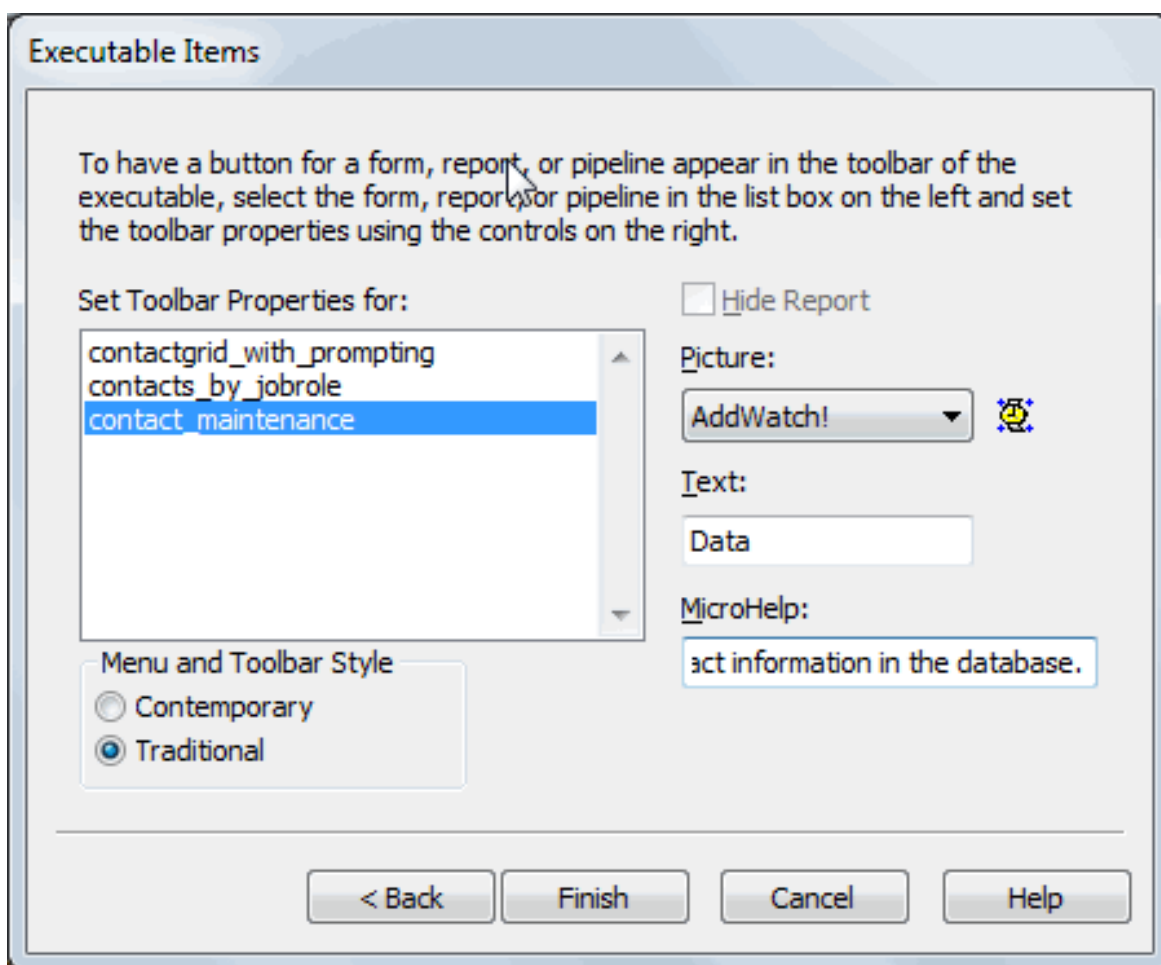 Executable Items
To have a button for a form, report, or pipeline appear in the toolbar of the
executable, select the form, report, or pipeline in the list box on the left and set
the toolbar properties using the controls on the right.
Set Toolbar Properties for:
contactgrid_with_prompting
contacts_by_jobrole
contact_maintenance
Menu and Toolbar Style
Contemporary
Traditional
Hide Report
Picture:
AddWatch!
Text:
Data
MicroHelp:
act information in the database.
< Back
Finish
Cancel
Help